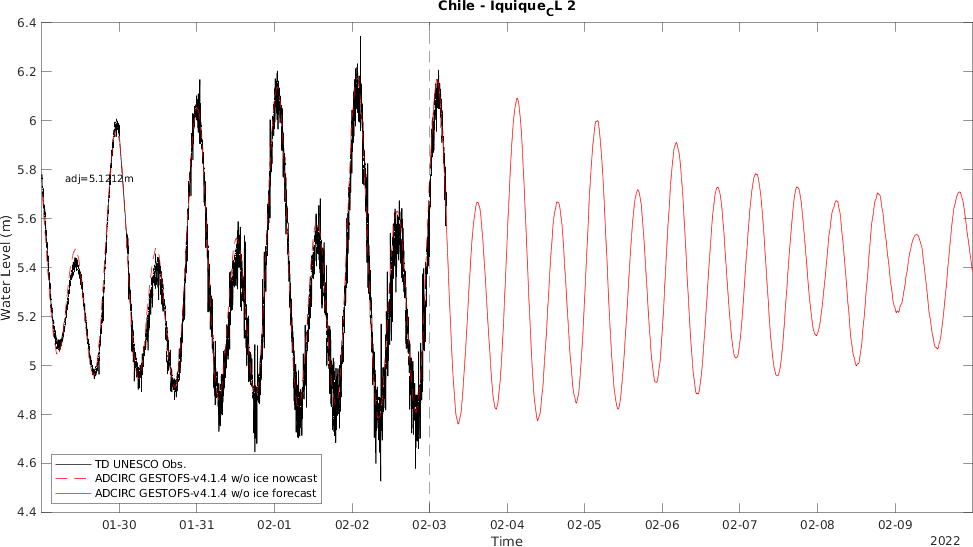 Chile - Iquique_CL 2
6.4
6.2
6
5.8
5.6
5.4
5.2
5
4.8
4.6
4.4
Water Level (m)
adj=5.1212m
TD UNESCO Obs.
ADCIRC GESTOFS-v4.1.4 w/o ice nowcast
ADCIRC GESTOFS-v4.1.4 w/o ice forecast
01-30 01-31 02-01 02-02 02-03 02-04 02-05 02-06 02-07 02-08 02-09
Time
2022